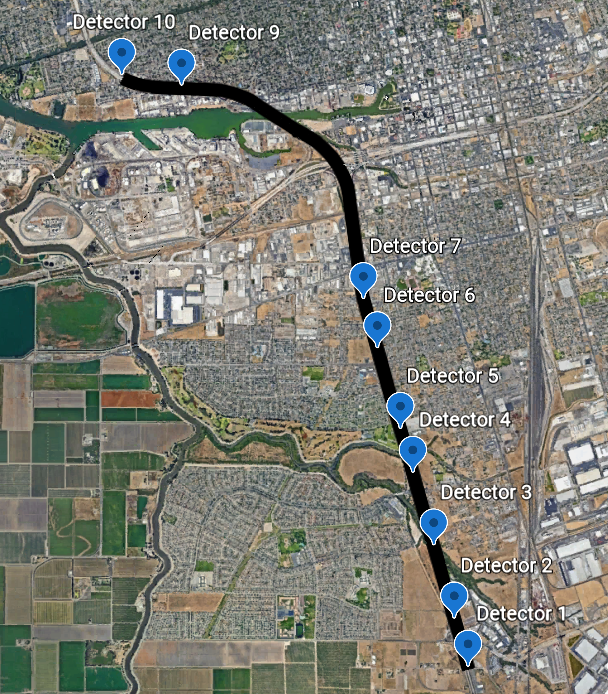 Detector 10
Detector 9
Detector 7
Detector 6
Detector 5
Detector 4
Detector 3
Detector 2
Detector 1